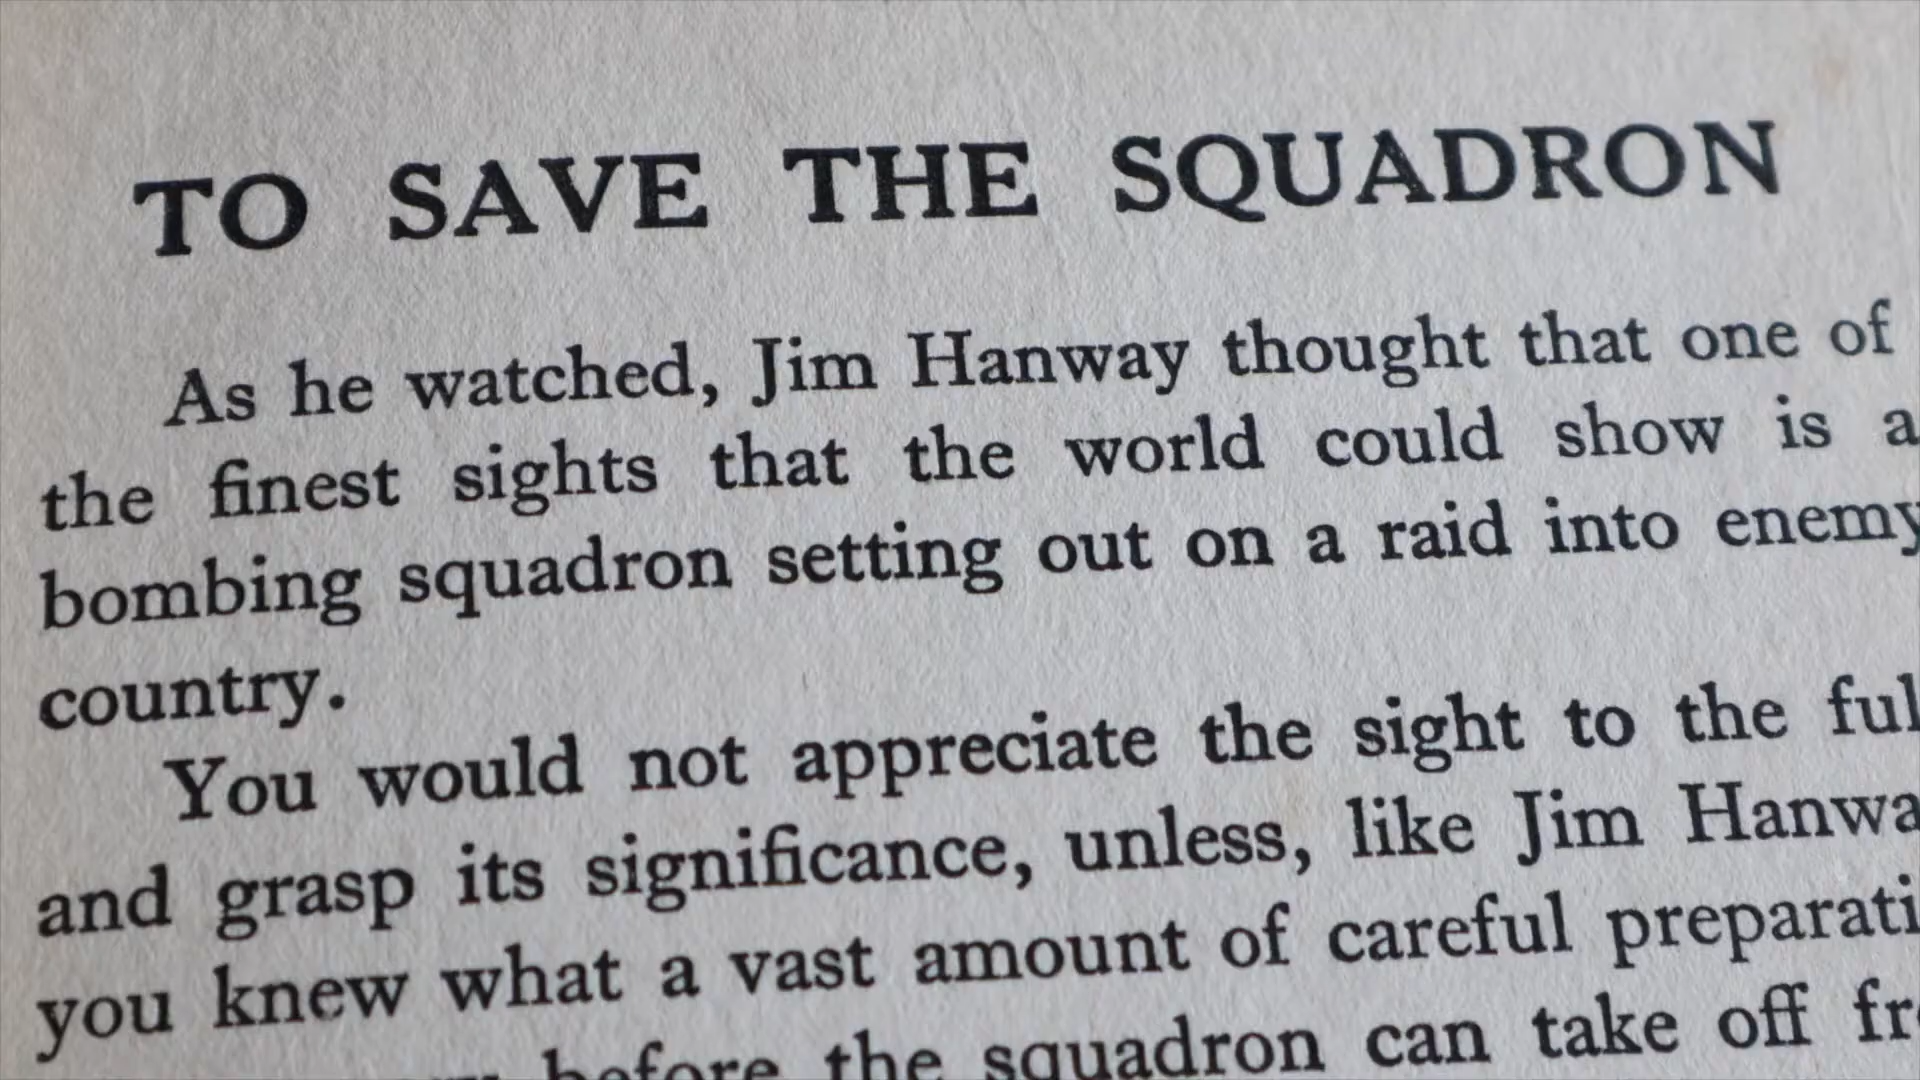 TO SAVE THE SQUADRON
As he watched, Jim Hanway thought that one of
the finest sights that the world could show is a
bombing squadron setting out on a raid into enemy
country.
You would not appreciate the sight to the ful
and grasp its significance, unless, like Jim Hanwa
you knew what a vast amount of careful preparati
before the squadron can take off fr